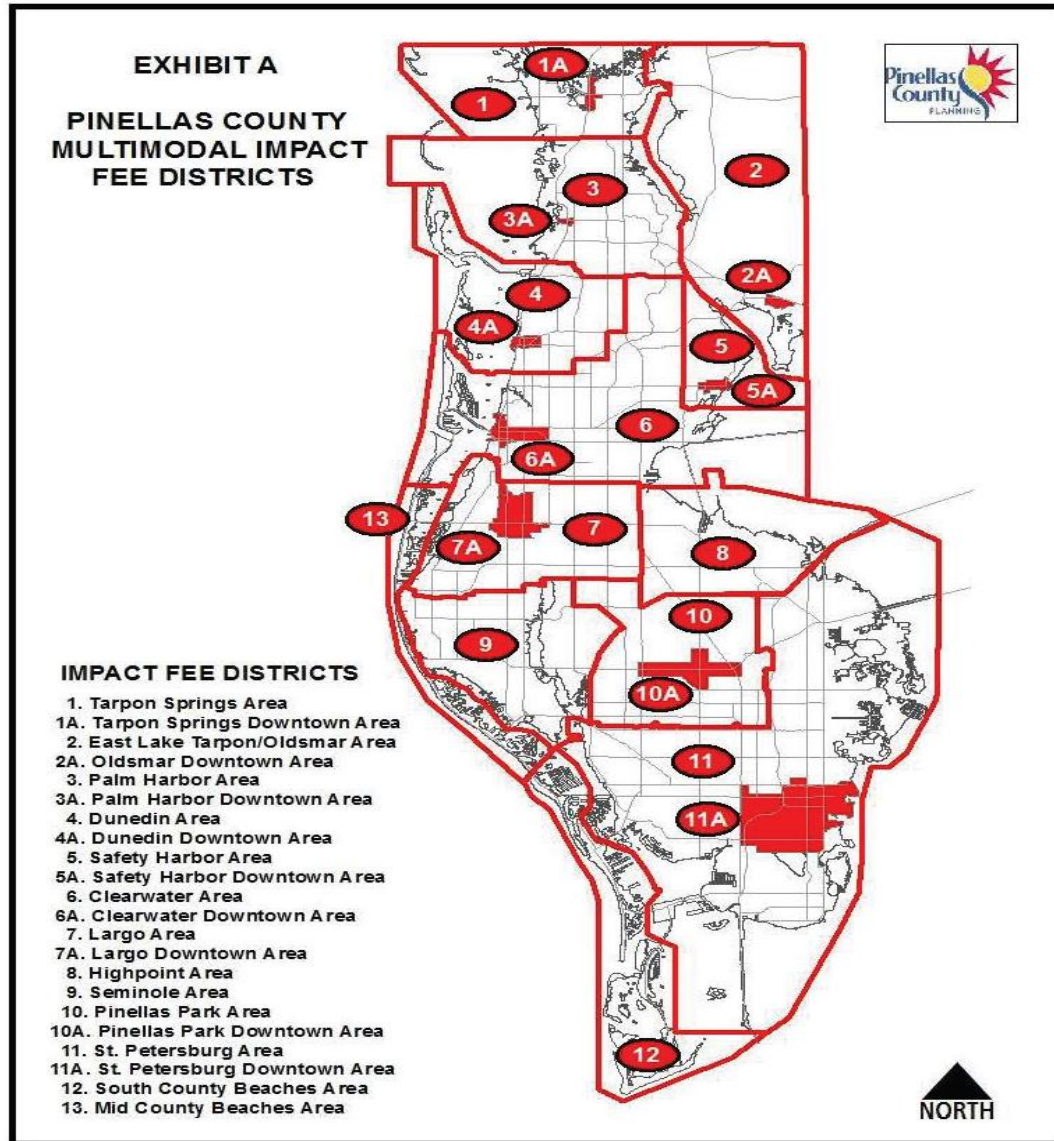 EXHIBIT A
PINELLAS COUNTY
MULTIMODAL IMPACT
FEE DISTRICTS
Pinellas
County
PLANNING
1A
1
2
3
3A
2A
4
4A
5
5A
6
6A
13
7
7A
8
10
9
10A
11
11A
12
IMPACT FEE DISTRICTS
1. Tarpon Springs Area
1A. Tarpon Springs Downtown Area
2. East Lake Tarpon/Oldsmar Area
2A. Oldsmar Downtown Area
3. Palm Harbor Area
3A. Palm Harbor Downtown Area
4. Dunedin Area
4A. Dunedin Downtown Area
5. Safety Harbor Area
5A. Safety Harbor Downtown Area
6. Clearwater Area
6A. Clearwater Downtown Area
7. Largo Area
7A. Largo Downtown Area
8. Highpoint Area
9. Seminole Area
10. Pinellas Park Area
10A. Pinellas Park Downtown Area
11. St. Petersburg Area
11A. St. Petersburg Downtown Area
12. South County Beaches Area
13. Mid County Beaches Area
NORTH